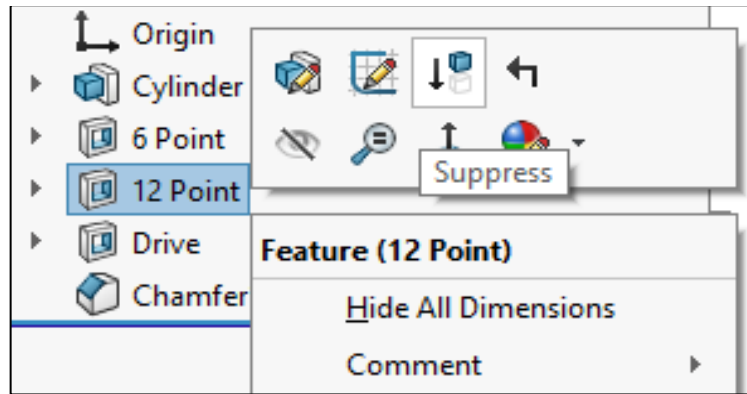 Origin
Cylinder
6 Point
Suppress
12 Point
Drive
Feature (12 Point)
Chamfer
Hide All Dimensions
Comment